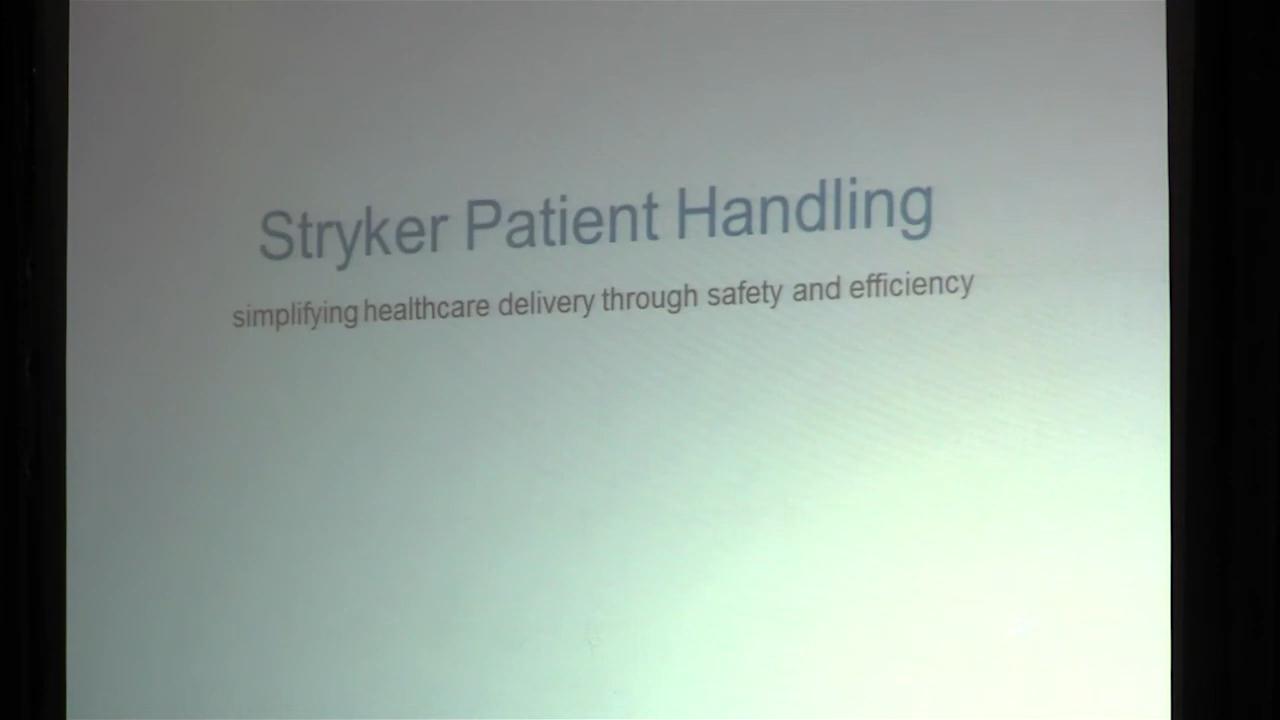 Stryker Patient Handling
simplifying healthcare delivery through safety and efficiency